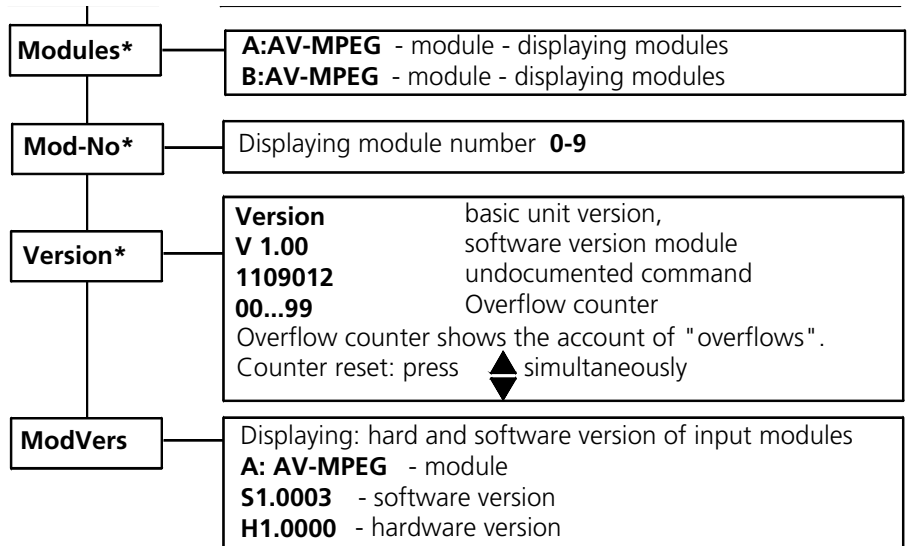 Modules*
A:AV-MPEG - module - displaying modules
B:AV-MPEG - module - displaying modules
Mod-No*
Displaying module number 0-9
Version*
Version basic unit version,
V 1.00 software version module
1109012 undocumented command
00...99 Overflow counter
Overflow counter shows the account of "overflows".
Counter reset: press simultaneously
ModVers
Displaying: hard and software version of input modules
A: AV-MPEG - module
S1.0003 - software version
H1.0000 - hardware version